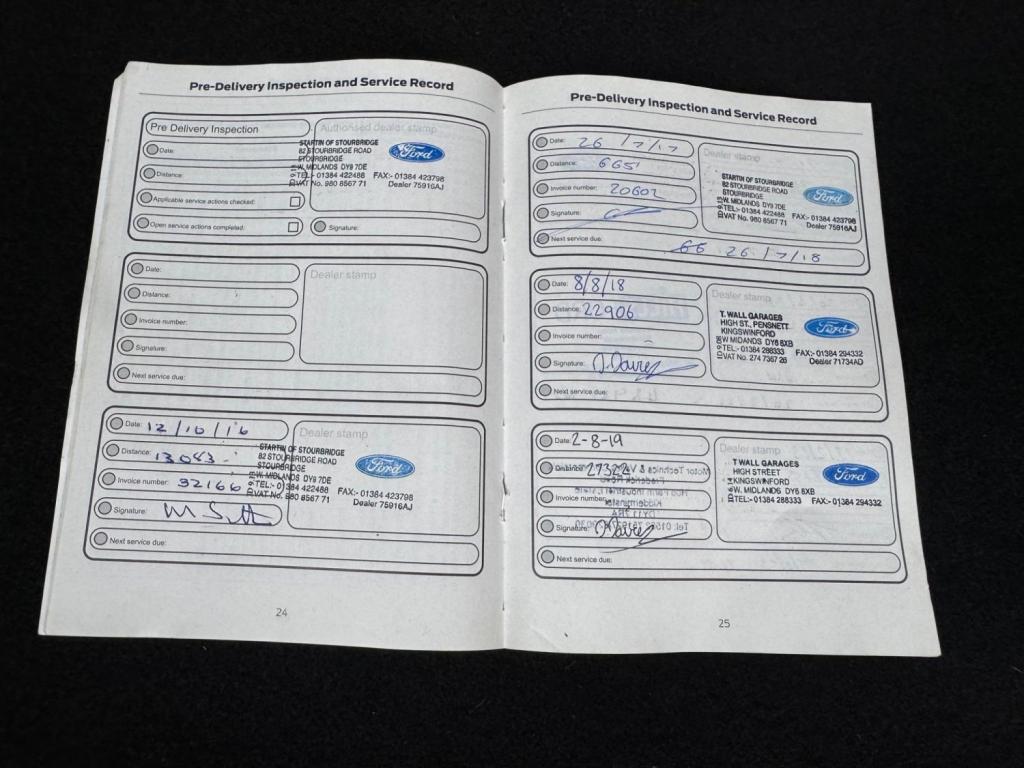 Pre-Delivery Inspection and Service Record
Pre Delivery Inspection
Date:
Distance:
Applicable service actions checked:
Open service actions completed:
Authorised dealer stamp
STARTIN OF STOURBRIDGE
82 STOURBRIDGE ROAD
STOURBRIDGE
W. MIDLANDS DY9 7DE
TEL:- 01384 422488 FAX:- 01384 423798
VAT No. 980 8567 71 Dealer 75916AJ
Ford
Signature:
Date:
Distance:
Invoice number:
Signature:
Next service due:
Dealer stamp
Date: 12/10/16
Distance: 13083
Invoice number: 32166
Signature:
Next service due:
Dealer stamp
STARTIN OF STOURBRIDGE
82 STOURBRIDGE ROAD
STOURBRIDGE
W. MIDLANDS DY9 7DE
TEL:- 01384 422488 FAX:- 01384 423798
VAT No. 980 8567 71 Dealer 75916AJ
Ford
24
Pre-Delivery Inspection and Service Record
Date: 26/7/17
Distance:
Invoice number: 20602
Signature:
Next service due: 26/7/18
Dealer stamp
STARTIN OF STOURBRIDGE
82 STOURBRIDGE ROAD
STOURBRIDGE
W. MIDLANDS DY9 7DE
TEL:- 01384 422488 FAX:- 01384 423798
VAT No. 980 8567 71 Dealer 75916AJ
Ford
Date: 8/8/18
Distance: 22906
Invoice number:
Signature:
Next service due:
Dealer stamp
T. WALL GARAGES
HIGH ST., PENSNETT
KINGSWINFORD
W MIDANDS DY6 8XB
TEL:- 01384 288333 FAX:- 01384 294332
VAT No. 274 7367 26 Dealer 71734AD
Ford
Date: 2-8-19
Distance: 27322
Invoice number:
Signature:
Next service due:
Dealer stamp
T WALL GARAGES
HIGH STREET
KINGSWINFORD
W. MIDLANDS DY6 8XB
TEL:- 01384 288333 FAX:- 01384 294332
Ford
25